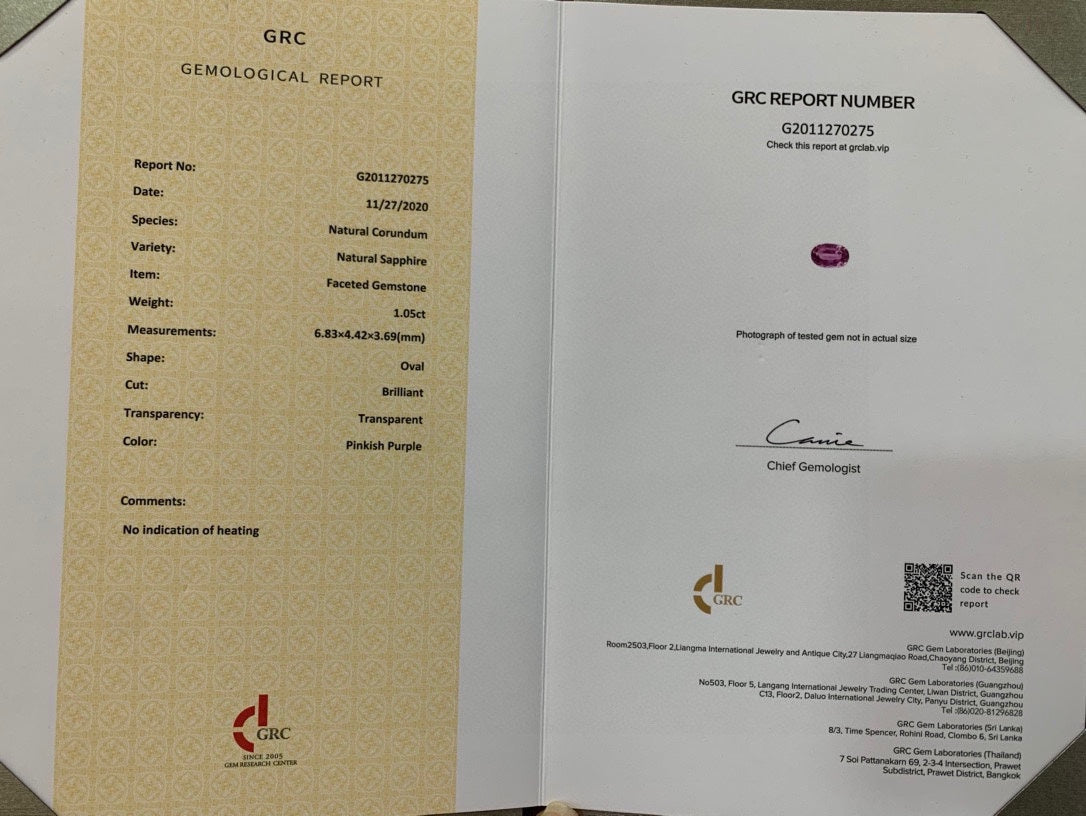 GRC
GEMOLOGICAL REPORT
Report No: G2011270275
Date: 11/27/2020
Species: Natural Corundum
Variety: Natural Sapphire
Item: Faceted Gemstone
Weight: 1.05ct
Measurements: 6.83×4.42×3.69(mm)
Shape: Oval
Cut: Brilliant
Transparency: Transparent
Color: Pinkish Purple
Comments:
No indication of heating
GRC
SINCE 2005
GEM RESEARCH CENTER
GRC REPORT NUMBER
G2011270275
Check this report at grclab.vip
Photograph of tested gem not in actual size
Carrie
Chief Gemologist
GRC
Scan the QR
code to check
report
www.grclab.vip
GRC Gem Laboratories (Beijing)
Room2503,Floor 2,Liangma International Jewelry and Antique City,27 Liangmaqiao Road,Chaoyang District, Beijing
Tel :(86)010-64359688
GRC Gem Laboratories (Guangzhou)
No503, Floor 5, Langang International Jewelry Trading Center, Liwan District, Guangzhou
C13, Floor2, Daluo International Jewelry City, Panyu District, Guangzhou
Tel :(86)020-81296828
GRC Gem Laboratories (Sri Lanka)
8/3, Time Spencer, Rohini Road, Clombo 6, Sri Lanka
GRC Gem Laboratories (Thailand)
7 Soi Pattanakarn 69, 2-3-4 Intersection, Prawet
Subdistrict, Prawet District, Bangkok